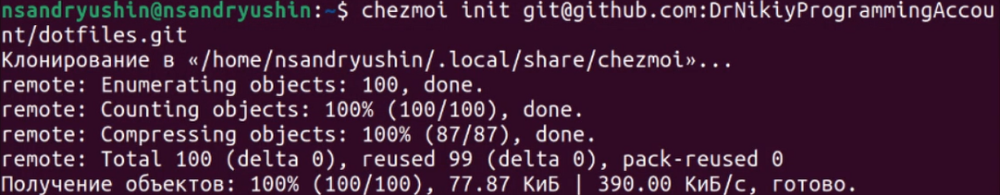 nsandryushin@nsandryushin:~$ chezmoi init git@github.com:DrNikiyProgrammingAccou
nt/dotfiles.git
Клонирование в «/home/nsandryushin/.local/share/chezmoi»...
remote: Enumerating objects: 100, done.
remote: Counting objects: 100% (100/100), done.
remote: Compressing objects: 100% (87/87), done.
remote: Total 100 (delta 0), reused 99 (delta 0), pack-reused 0
Получение объектов: 100% (100/100), 77.87 КиБ | 390.00 КиБ/с, готово.